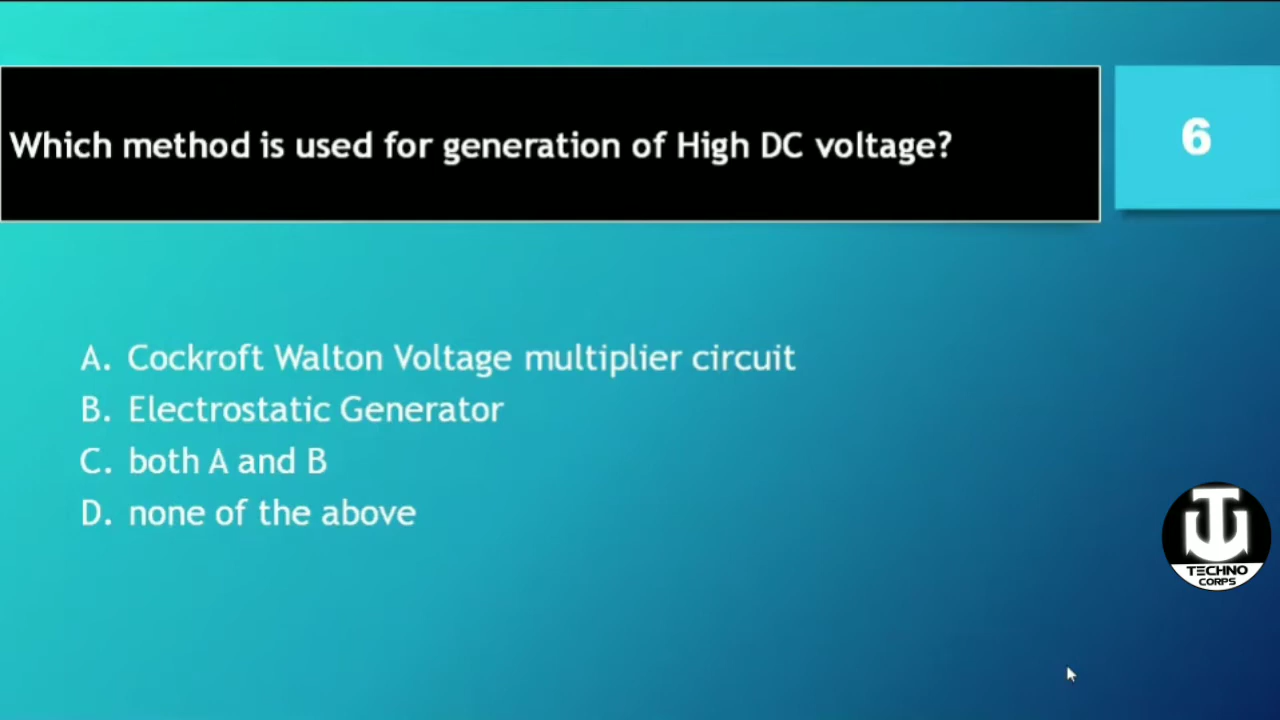 Which method is used for generation of High DC voltage?
6
A. Cockroft Walton Voltage multiplier circuit
B. Electrostatic Generator
C. both A and B
D. none of the above
TECHNO
CORPS